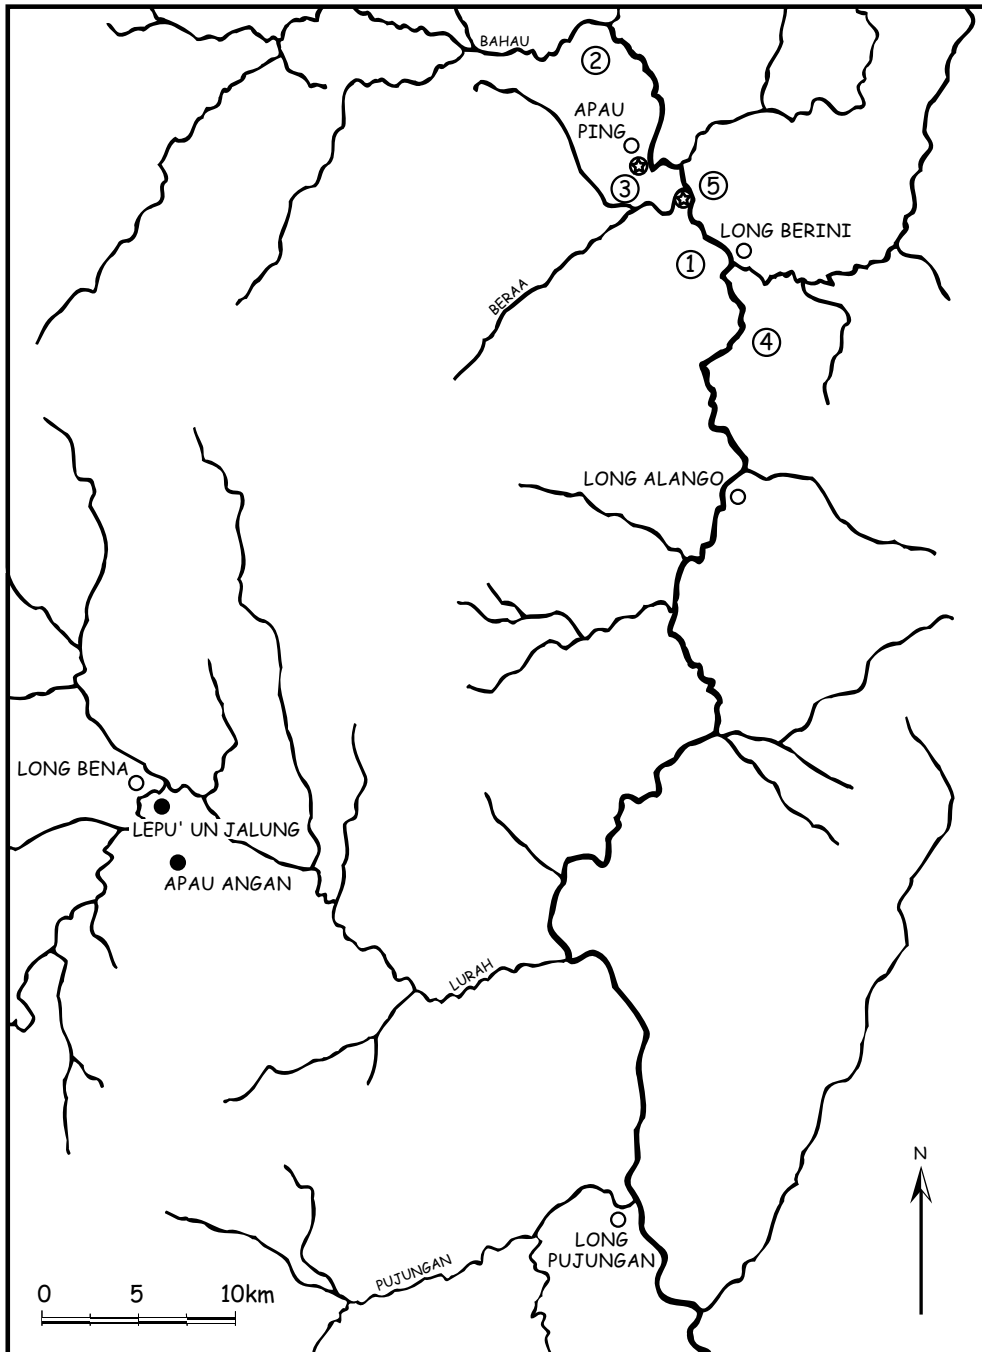 BAHAU
2
APAU
PING
3
5
LONG BERINI
1
BERAA
4
LONG ALANGO
LONG BENA
LEPU' UN JALUNG
APAU ANGAN
LURAH
N
LONG
PUJUNGAN
PUJUNGAN
0 5 10km